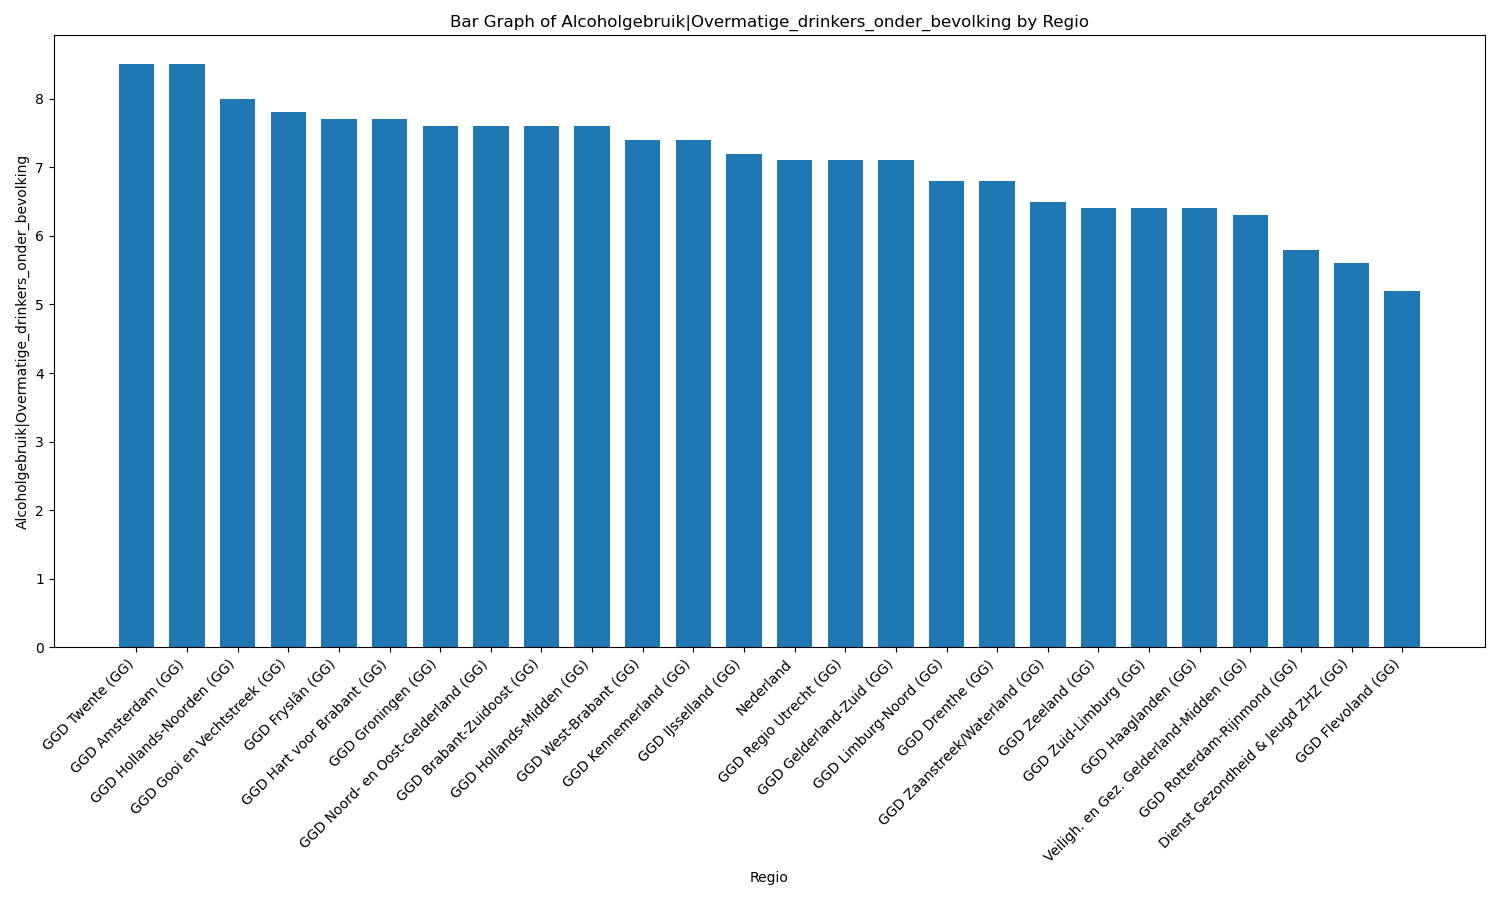 Bar Graph of Alcoholgebruik|Overmatige_drinkers_onder_bevolking by Regio
Alcoholgebruik|Overmatige_drinkers_onder_bevolking
8
7
6
5
4
3
2
1
0
GGD Twente (GG)
GGD Amsterdam (GG)
GGD Hollands-Noorden (GG)
GGD Gooi en Vechtstreek (GG)
GGD Fryslân (GG)
GGD Hart voor Brabant (GG)
GGD Groningen (GG)
GGD Noord- en Oost-Gelderland (GG)
GGD Brabant-Zuidoost (GG)
GGD Hollands-Midden (GG)
GGD West-Brabant (GG)
GGD Kennemerland (GG)
GGD IJsselland (GG)
Nederland
GGD Regio Utrecht (GG)
GGD Gelderland-Zuid (GG)
GGD Limburg-Noord (GG)
GGD Drenthe (GG)
GGD Zaanstreek/Waterland (GG)
GGD Zeeland (GG)
GGD Zuid-Limburg (GG)
GGD Haaglanden (GG)
Veiligh. en Gez. Gelderland-Midden (GG)
GGD Rotterdam-Rijnmond (GG)
Dienst Gezondheid & Jeugd ZHZ (GG)
GGD Flevoland (GG)
Regio